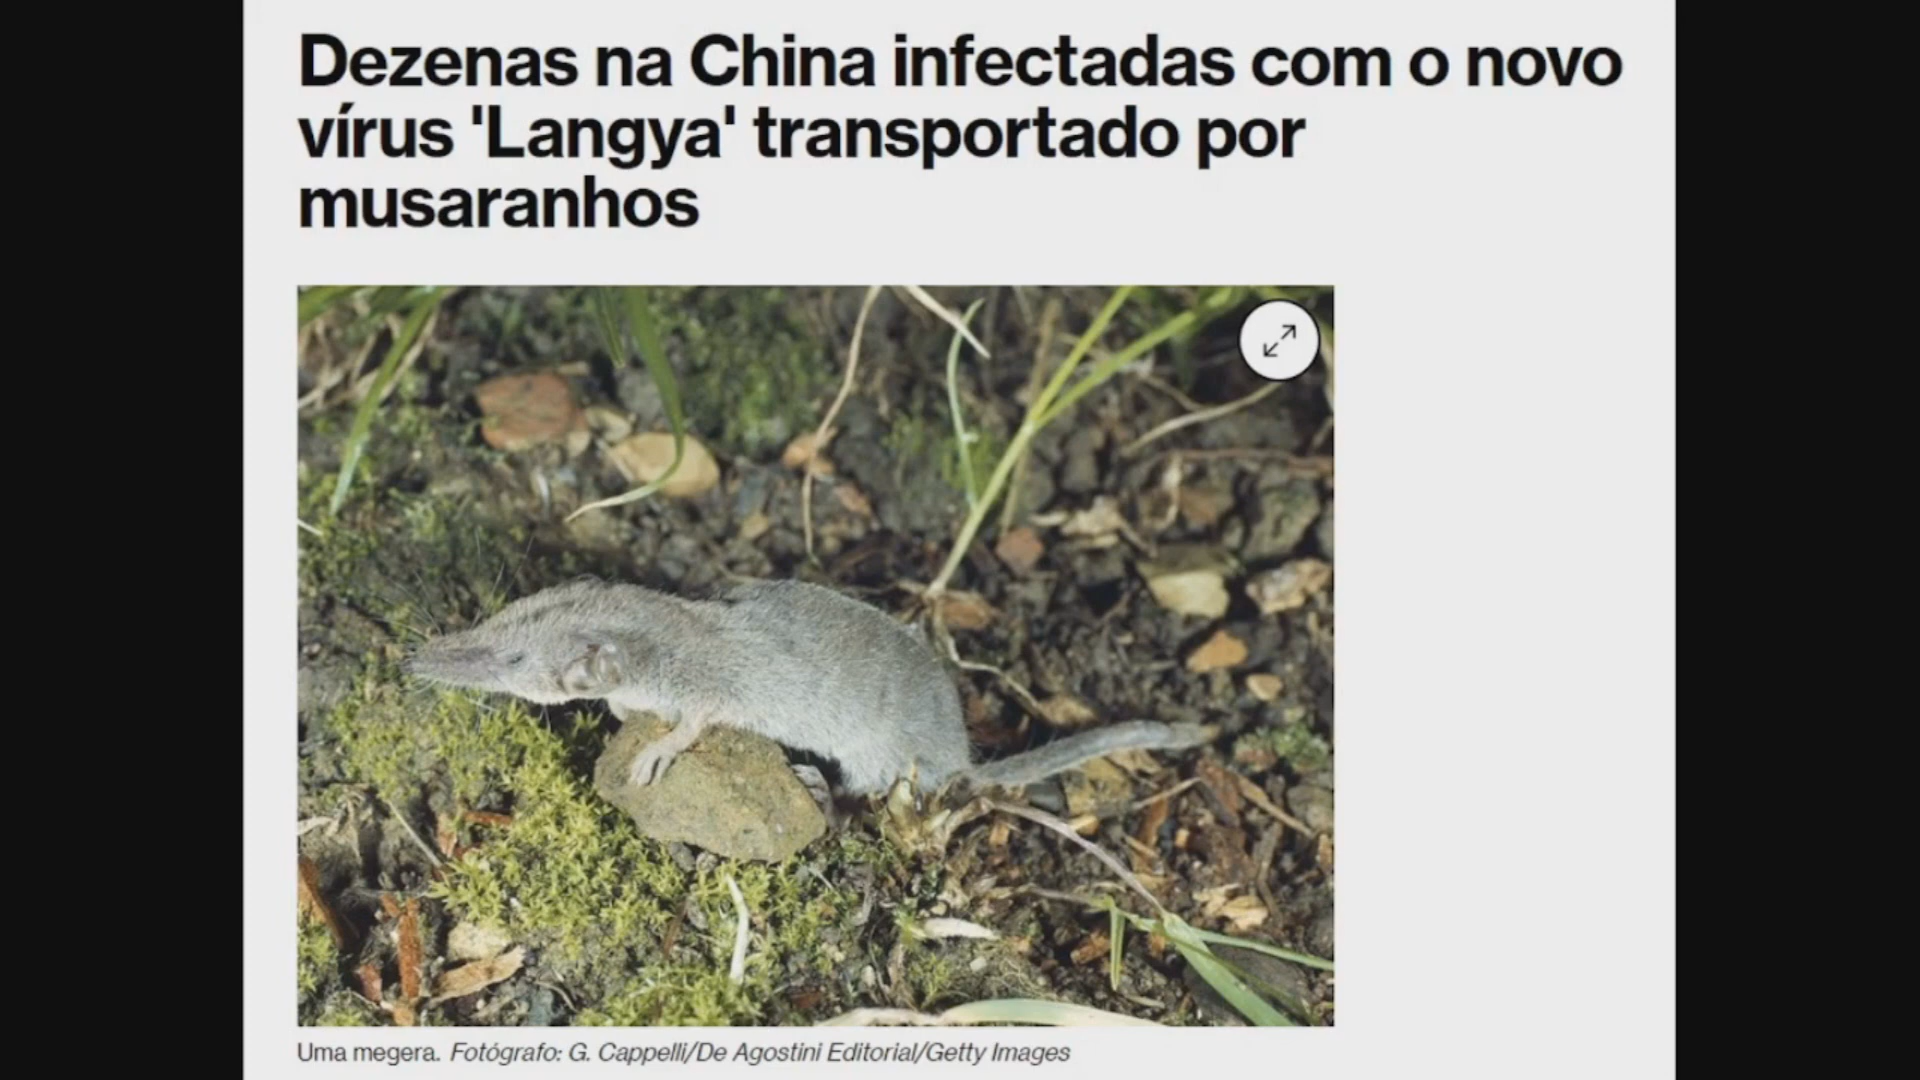 Dezenas na China infectadas com o novo
vírus 'Langya' transportado por
musaranhos
Uma megera. Fotógrafo: G. Cappelli/De Agostini Editorial/Getty Images